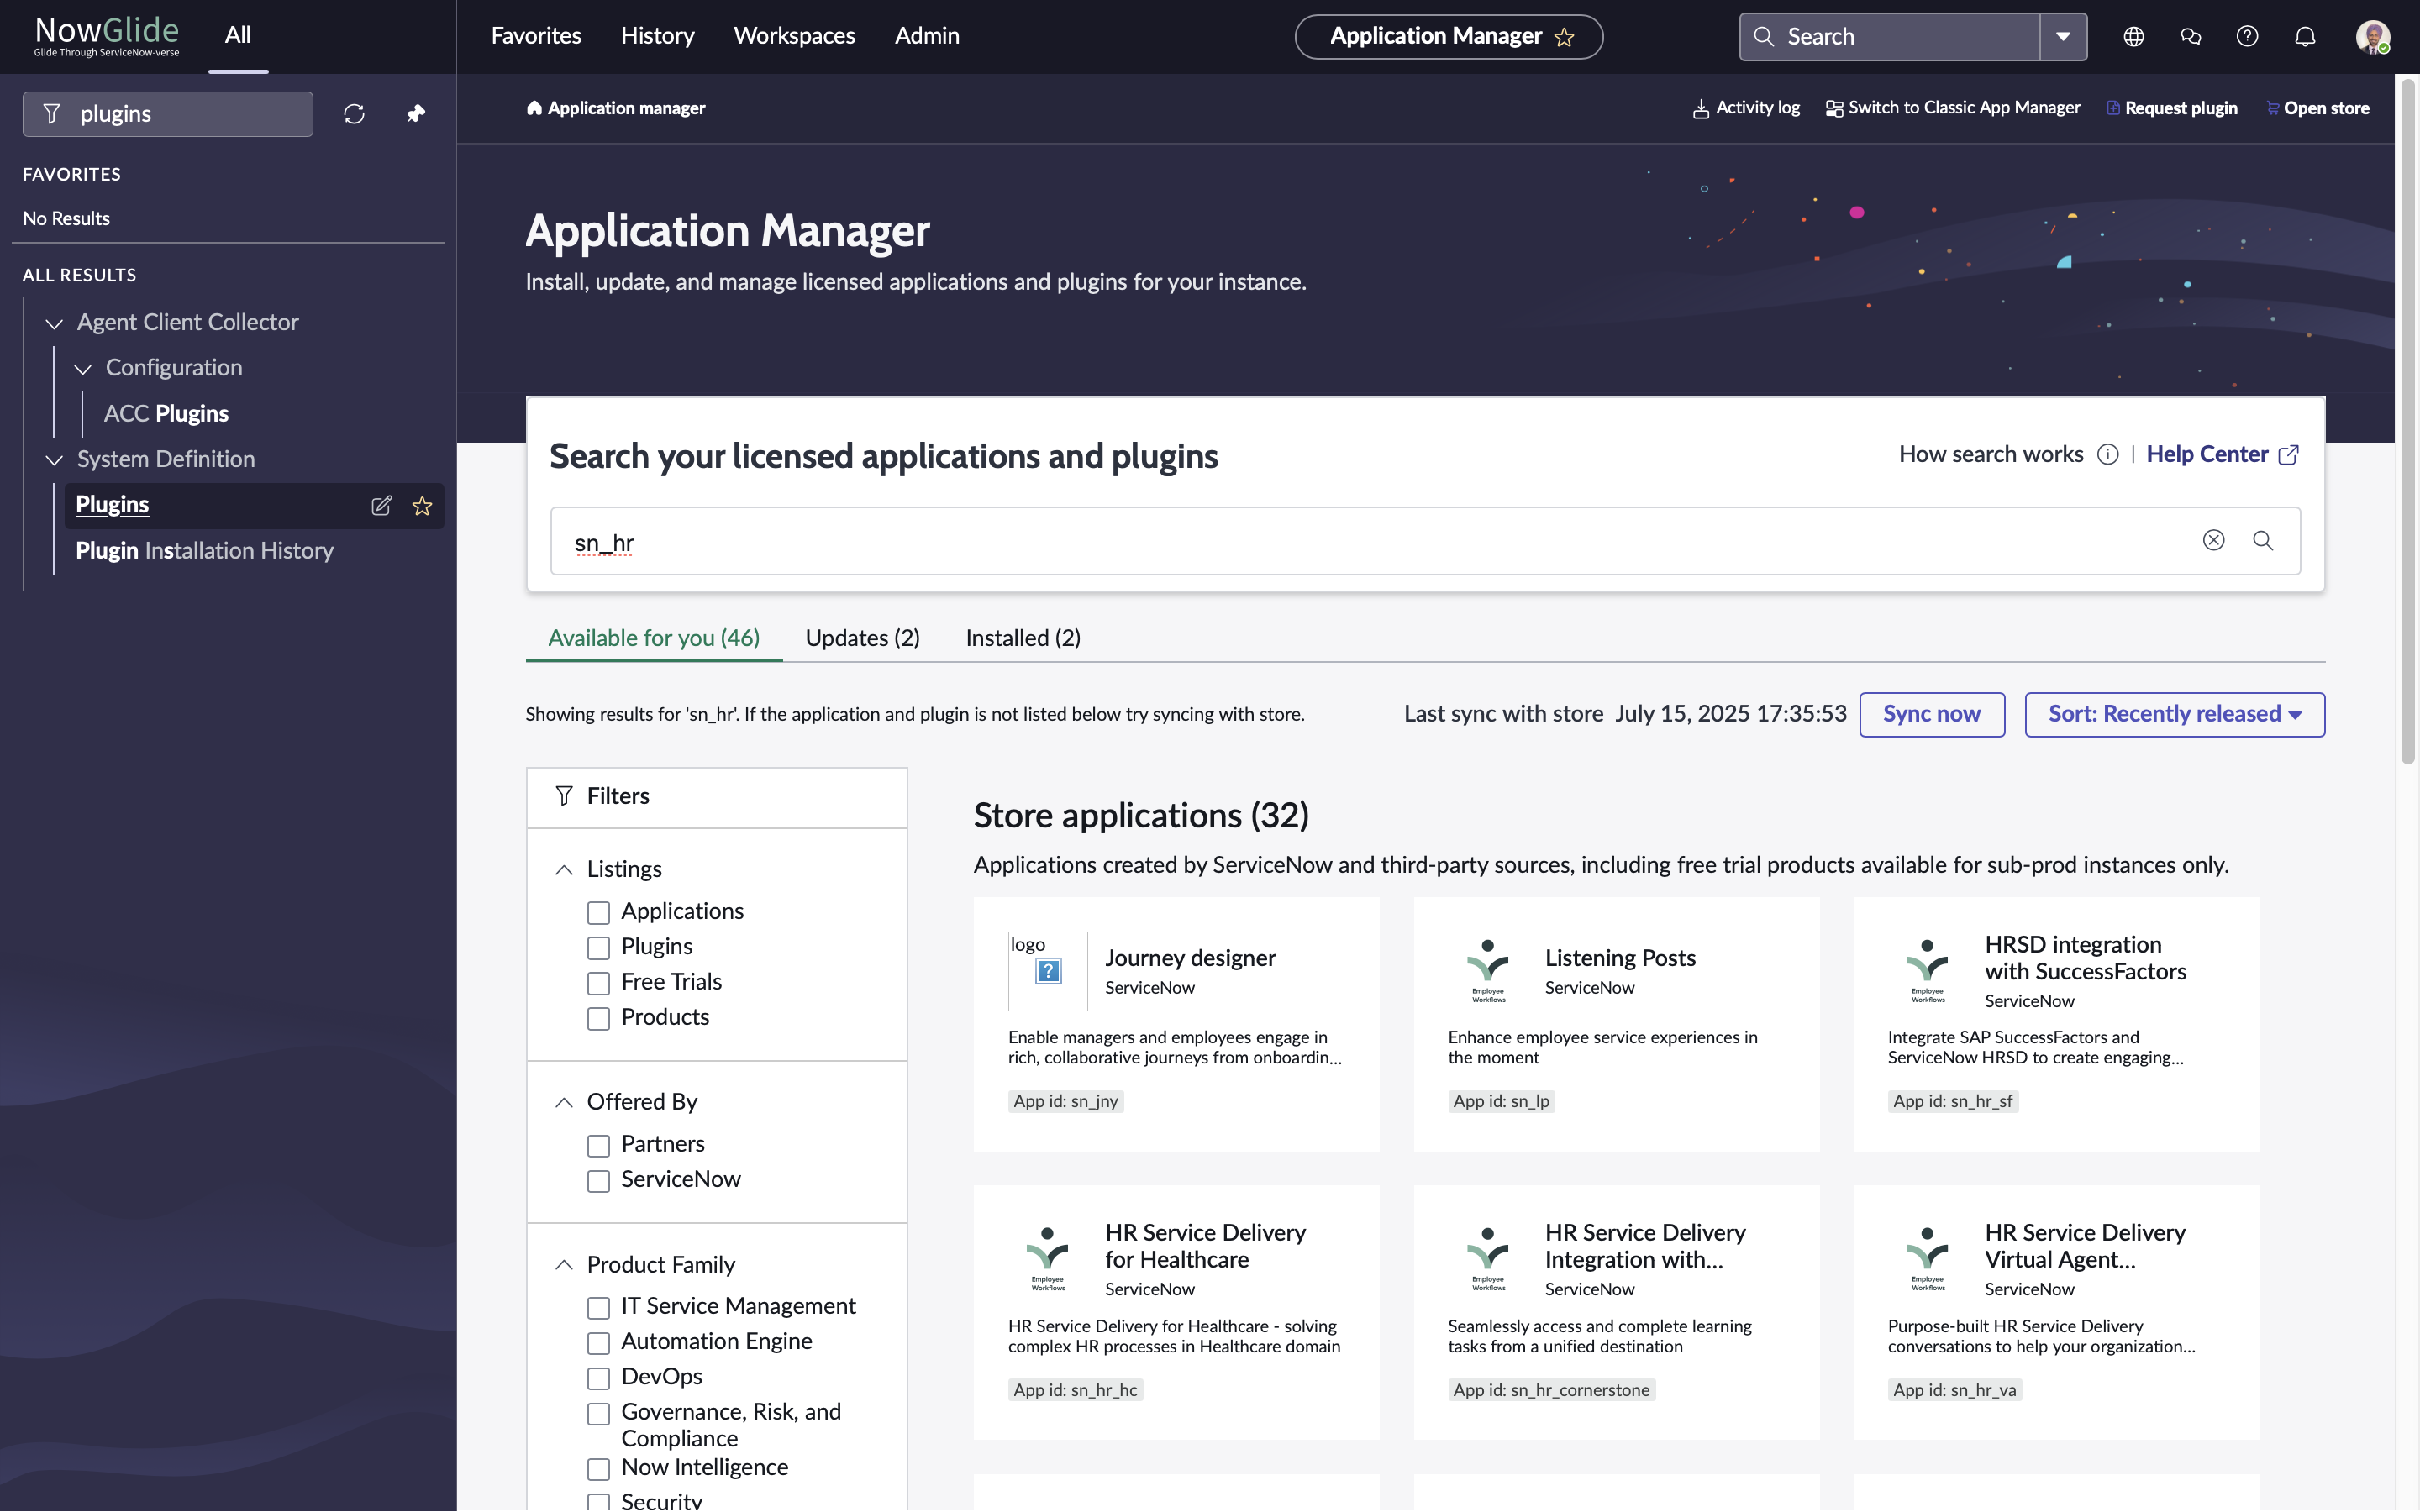 NowGlide
Glide Through ServiceNow-verse
All
Favorites
History
Workspaces
Admin
Application Manager
Search
plugins
FAVORITES
No Results
ALL RESULTS
Agent Client Collector
Configuration
ACC Plugins
System Definition
Plugins
Plugin Installation History
Application manager
Activity log
Switch to Classic App Manager
Request plugin
Open store
Application Manager
Install, update, and manage licensed applications and plugins for your instance.
Search your licensed applications and plugins
How search works
|
Help Center
sn_hr
Available for you (46)
Updates (2)
Installed (2)
Showing results for 'sn_hr'. If the application and plugin is not listed below try syncing with store.
Last sync with store July 15, 2025 17:35:53
Sync now
Sort: Recently released
Filters
Listings
Applications
Plugins
Free Trials
Products
Offered By
Partners
ServiceNow
Product Family
IT Service Management
Automation Engine
DevOps
Governance, Risk, and
Compliance
Now Intelligence
Security
Store applications (32)
Applications created by ServiceNow and third-party sources, including free trial products available for sub-prod instances only.
logo
Journey designer
ServiceNow
Enable managers and employees engage in
rich, collaborative journeys from onboardin...
App id: sn_jny
Employee
Workflows
Listening Posts
ServiceNow
Enhance employee service experiences in
the moment
App id: sn_lp
Employee
Workflows
HRSD integration
with SuccessFactors
ServiceNow
Integrate SAP SuccessFactors and
ServiceNow HRSD to create engaging...
App id: sn_hr_sf
Employee
Workflows
HR Service Delivery
for Healthcare
ServiceNow
HR Service Delivery for Healthcare - solving
complex HR processes in Healthcare domain
App id: sn_hr_hc
Employee
Workflows
HR Service Delivery
Integration with...
ServiceNow
Seamlessly access and complete learning
tasks from a unified destination
App id: sn_hr_cornerstone
Employee
Workflows
HR Service Delivery
Virtual Agent...
ServiceNow
Purpose-built HR Service Delivery
conversations to help your organization...
App id: sn_hr_va